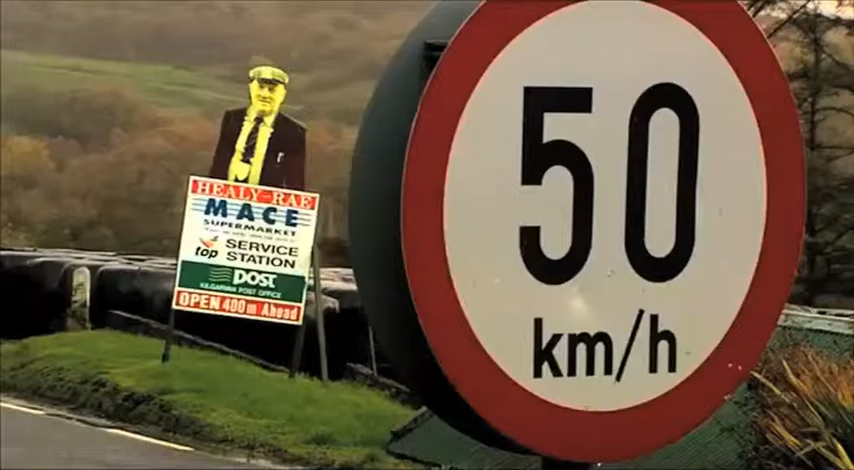 HEALY-RAE
MACE
SUPERMARKET
top
SERVICE
STATION
post
KILGARVAN POST OFFICE
OPEN 400m Ahead
50
km/h